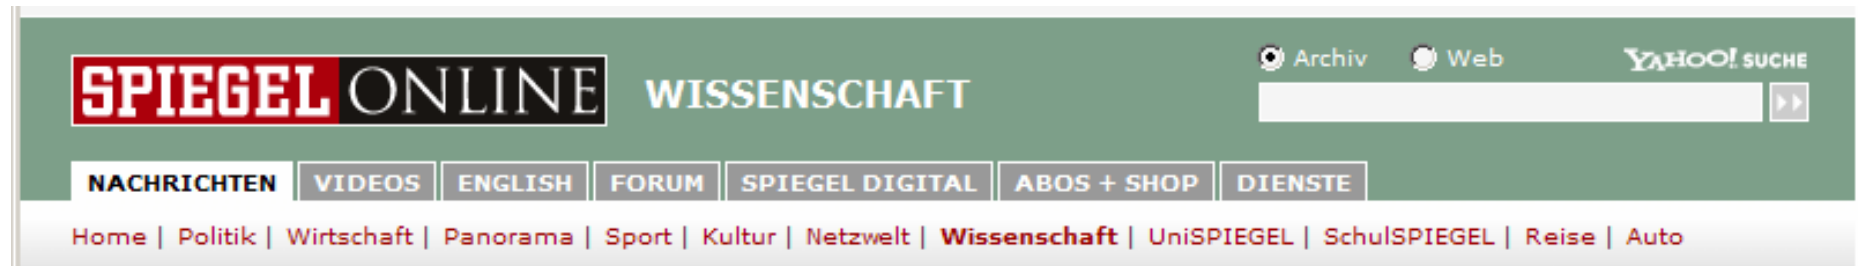 SPIEGEL ONLINE WISSENSCHAFT
Archiv Web YAHOO! SUCHE
NACHRICHTEN VIDEOS ENGLISH FORUM SPIEGEL DIGITAL ABOS + SHOP DIENSTE
Home | Politik | Wirtschaft | Panorama | Sport | Kultur | Netzwelt | Wissenschaft | UniSPIEGEL | SchulSPIEGEL | Reise | Auto